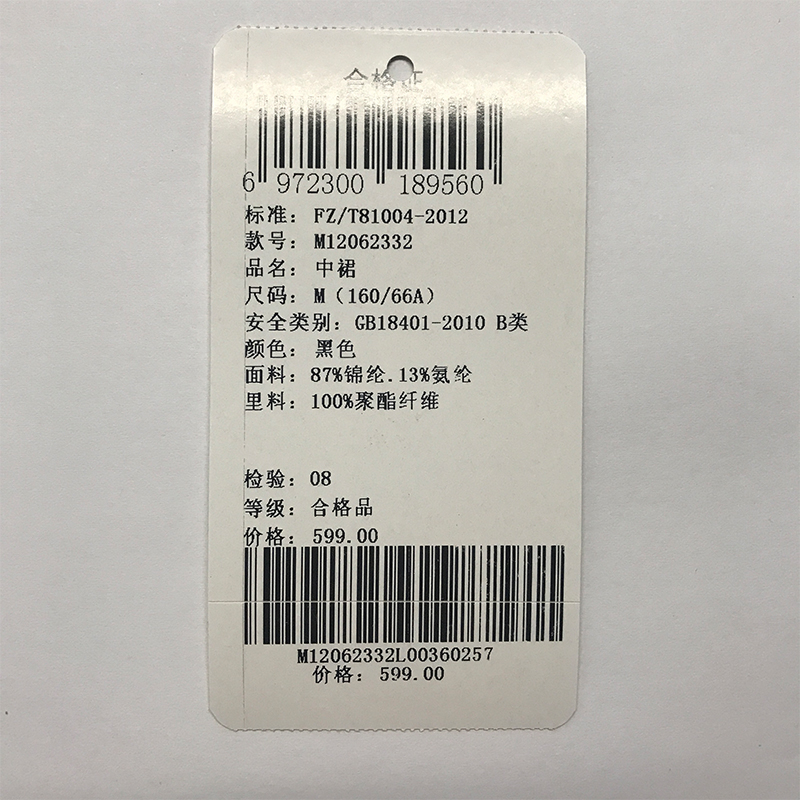 合格证
6 972300 189560
标准: FZ/T81004-2012
款号: M12062332
品名: 中裙
尺码: M（160/66A）
安全类别: GB18401-2010 B类
颜色: 黑色
面料: 87%锦纶.13%氨纶
里料: 100%聚酯纤维
检验: 08
等级: 合格品
价格: 599.00
M12062332L00360257
价格: 599.00